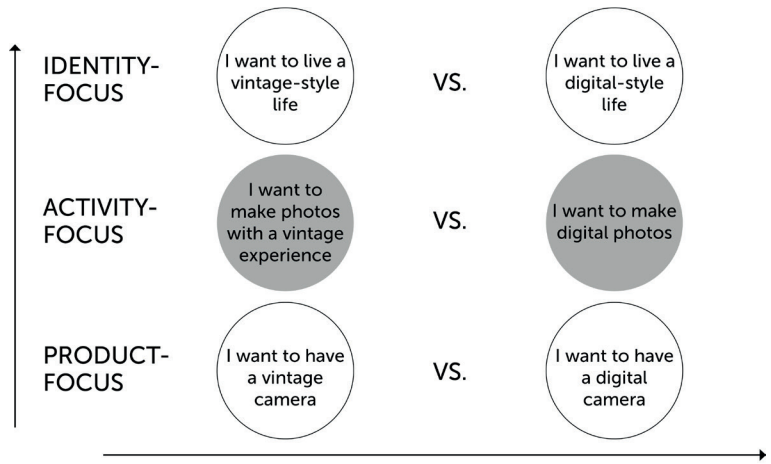 IDENTITY-
FOCUS
I want to live a
vintage-style
life
VS.
I want to live a
digital-style
life
ACTIVITY-
FOCUS
I want to
make photos
with a vintage
experience
VS.
I want to make
digital photos
PRODUCT-
FOCUS
I want to have
a vintage
camera
VS.
I want to have
a digital
camera